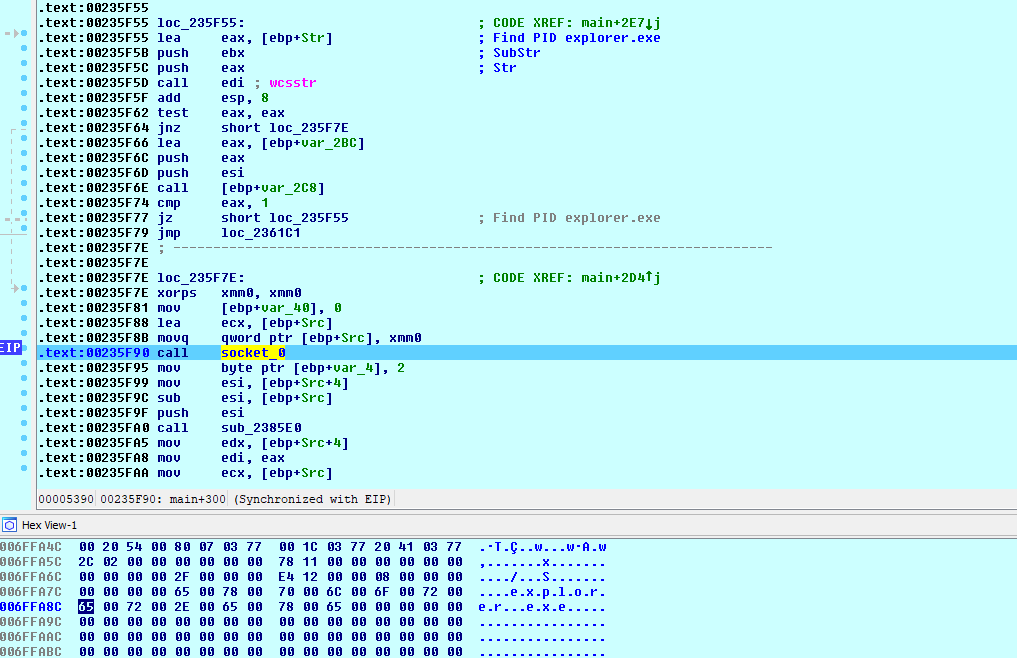 .text:00235F55
.text:00235F55 loc_235F55: ; CODE XREF: main+2E7↓j
.text:00235F55 lea eax, [ebp+Str] ; Find PID explorer.exe
.text:00235F5B push ebx ; SubStr
.text:00235F5C push eax ; Str
.text:00235F5D call edi ; wcsstr
.text:00235F5F add esp, 8
.text:00235F62 test eax, eax
.text:00235F64 jnz short loc_235F7E
.text:00235F66 lea eax, [ebp+var_2BC]
.text:00235F6C push eax
.text:00235F6D push esi
.text:00235F6E call [ebp+var_2C8]
.text:00235F74 cmp eax, 1
.text:00235F77 jz short loc_235F55 ; Find PID explorer.exe
.text:00235F79 jmp loc_2361C1
.text:00235F7E ; ---------------------------------------------------------------------------
.text:00235F7E
.text:00235F7E loc_235F7E: ; CODE XREF: main+2D4↑j
.text:00235F7E xorps xmm0, xmm0
.text:00235F81 mov [ebp+var_40], 0
.text:00235F88 lea ecx, [ebp+Src]
.text:00235F8B movq qword ptr [ebp+Src], xmm0
EIP .text:00235F90 call socket_0
.text:00235F95 mov byte ptr [ebp+var_4], 2
.text:00235F99 mov esi, [ebp+Src+4]
.text:00235F9C sub esi, [ebp+Src]
.text:00235F9F push esi
.text:00235FA0 call sub_2385E0
.text:00235FA5 mov edx, [ebp+Src+4]
.text:00235FA8 mov edi, eax
.text:00235FAA mov ecx, [ebp+Src]
00005390 00235F90: main+300 (Synchronized with EIP)
Hex View-1
006FFA4C 00 20 54 00 80 07 03 77 00 1C 03 77 20 41 03 77 .·T.Ç..w...w·A.w
006FFA5C 2C 02 00 00 00 00 00 00 78 11 00 00 00 00 00 00 ,.......x.......
006FFA6C 00 00 00 00 2F 00 00 00 E4 12 00 00 08 00 00 00 ..../...S.......
006FFA7C 00 00 00 00 65 00 78 00 70 00 6C 00 6F 00 72 00 ....e.x.p.l.o.r.
006FFA8C 65 00 72 00 2E 00 65 00 78 00 65 00 00 00 00 00 e.r...e.x.e.....
006FFA9C 00 00 00 00 00 00 00 00 00 00 00 00 00 00 00 00 ................
006FFAAC 00 00 00 00 00 00 00 00 00 00 00 00 00 00 00 00 ................
006FFABC 00 00 00 00 00 00 00 00 00 00 00 00 00 00 00 00 ................